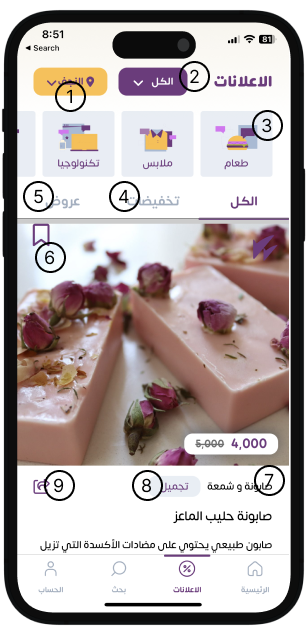 8:51
81
Search
الاعلانات
الكل
النجف
2
1
3
طعام
ملابس
تكنولوجيا
الكل
تخفيضات
عروض
4
5
6
4,000 5,000
صابونة و شمعة
تجميل
7
8
9
صابونة حليب الماعز
صابون طبيعي يحتوي على مضادات الأكسدة التي تزيل
الرئيسية
الاعلانات
بحث
الحساب